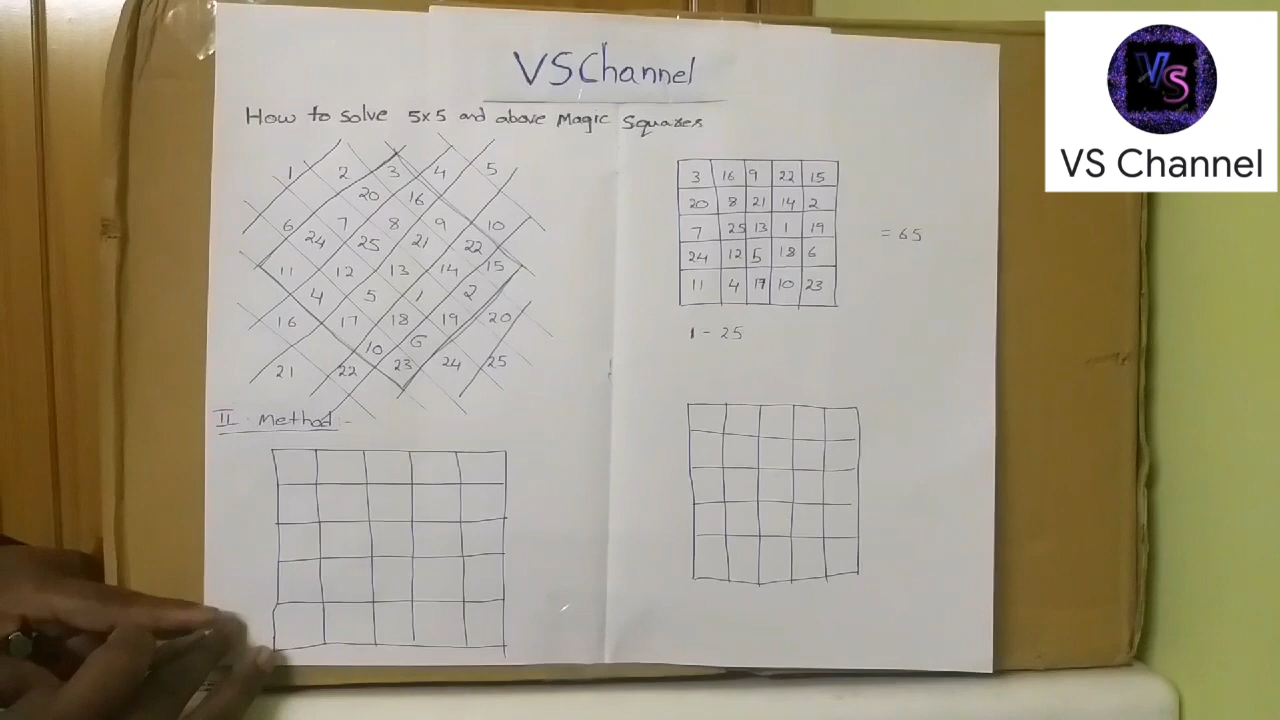 VSChannel
How to solve 5x5 and above Magic Squares
1 2 3 4 5
20 16
6 7 8 9 10
24 25 21 22
11 12 13 14 15
4 5 1 2
16 17 18 19 20
10 G
21 22 23 24 25
II Method:-
3 16 9 22 15
20 8 21 14 2
7 25 13 1 19
24 12 5 18 6
11 4 17 10 23
= 65
1 - 25
VS
VS Channel